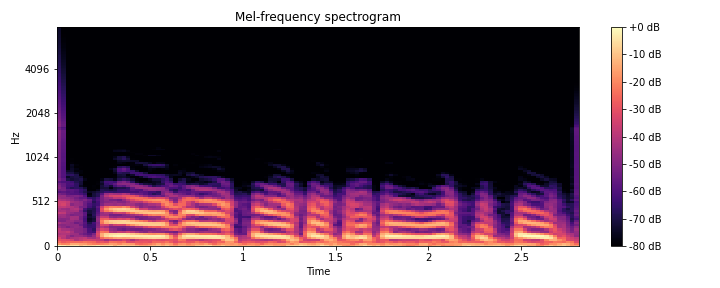 Mel-frequency spectrogram
+0 dB
-10 dB
4096
-20 dB
2048
-30 dB
Hz
-40 dB
1024
-50 dB
512
-60 dB
-70 dB
0
-80 dB
0
0.5
1
1.5
2
2.5
Time